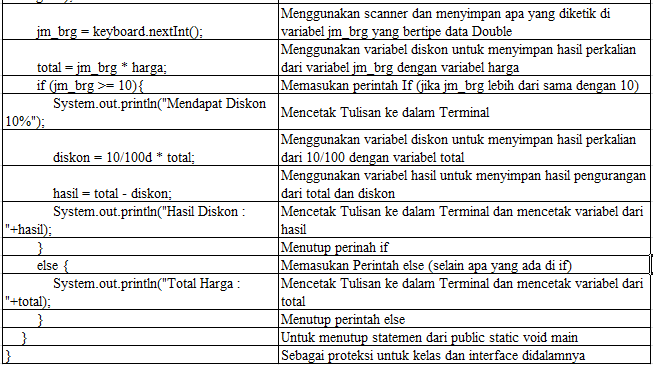 Menggunakan scanner dan menyimpan apa yang diketik di
jm_brg = keyboard.nextInt();
variabel jm_brg yang bertipe data Double
Menggunakan variabel diskon untuk menyimpan hasil perkalian
total = jm_brg * harga;
dari variabel jm_brg dengan variabel harga
if (jm_brg >= 10){
Memasukan perintah If (jika jm_brg lebih dari sama dengan 10)
System.out.println("Mendapat Diskon
10%");
Mencetak Tulisan ke dalam Terminal
Menggunakan variabel diskon untuk menyimpan hasil perkalian
diskon = 10/100d * total;
dari 10/100 dengan variabel total
Menggunakan variabel hasil untuk menyimpan hasil pengurangan
hasil = total - diskon;
dari total dan diskon
System.out.println("Hasil Diskon :
"+hasil);
Mencetak Tulisan ke dalam Terminal dan mencetak variabel dari
hasil
}
Menutup perinah if
else {
Memasukan Perintah else (selain apa yang ada di if)
System.out.println("Total Harga :
"+total);
Mencetak Tulisan ke dalam Terminal dan mencetak variabel dari
total
}
Menutup perintah else
}
Untuk menutup statemen dari public static void main
}
Sebagai proteksi untuk kelas dan interface didalamnya